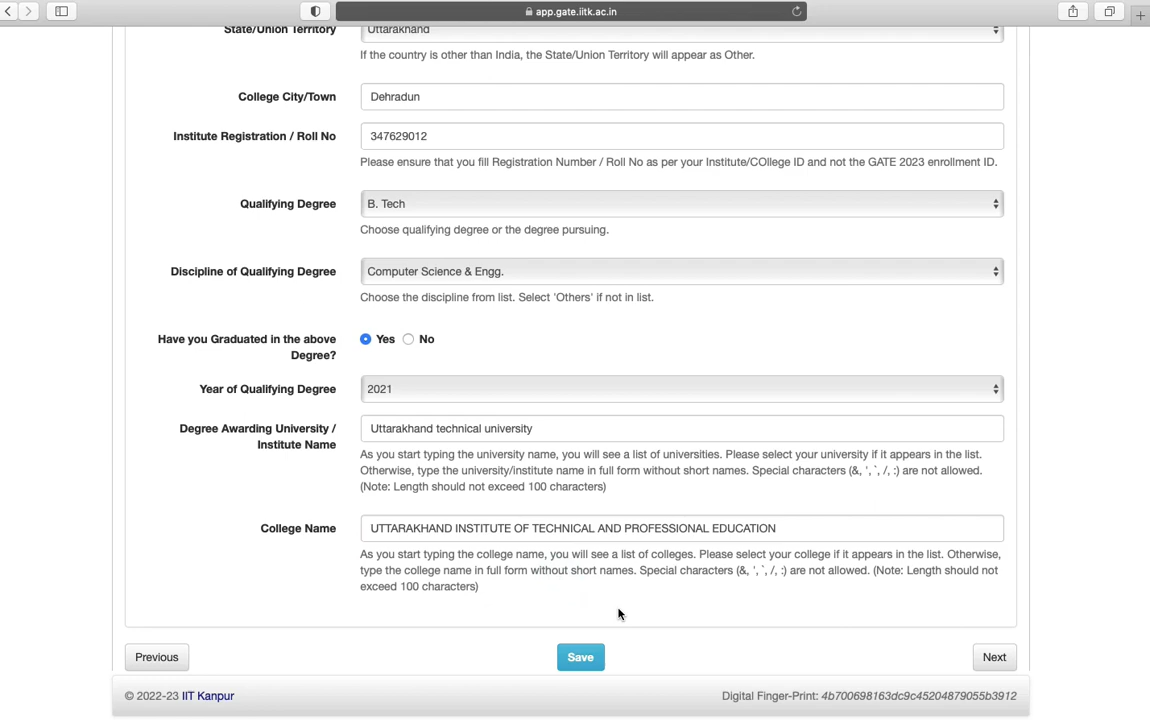 app.gate.iitk.ac.in
State/Union Territory
Uttarakhand
If the country is other than India, the State/Union Territory will appear as Other.
College City/Town
Dehradun
Institute Registration / Roll No
347629012
Please ensure that you fill Registration Number / Roll No as per your Institute/COllege ID and not the GATE 2023 enrollment ID.
Qualifying Degree
B. Tech
Choose qualifying degree or the degree pursuing.
Discipline of Qualifying Degree
Computer Science & Engg.
Choose the discipline from list. Select 'Others' if not in list.
Have you Graduated in the above
Degree?
Yes No
Year of Qualifying Degree
2021
Degree Awarding University /
Institute Name
Uttarakhand technical university
As you start typing the university name, you will see a list of universities. Please select your university if it appears in the list.
Otherwise, type the university/institute name in full form without short names. Special characters (&, ', `, /, :) are not allowed.
(Note: Length should not exceed 100 characters)
College Name
UTTARAKHAND INSTITUTE OF TECHNICAL AND PROFESSIONAL EDUCATION
As you start typing the college name, you will see a list of colleges. Please select your college if it appears in the list. Otherwise,
type the college name in full form without short names. Special characters (&, ', `, /, :) are not allowed. (Note: Length should not
exceed 100 characters)
Previous
Save
Next
© 2022-23 IIT Kanpur
Digital Finger-Print: 4b700698163dc9c45204879055b3912